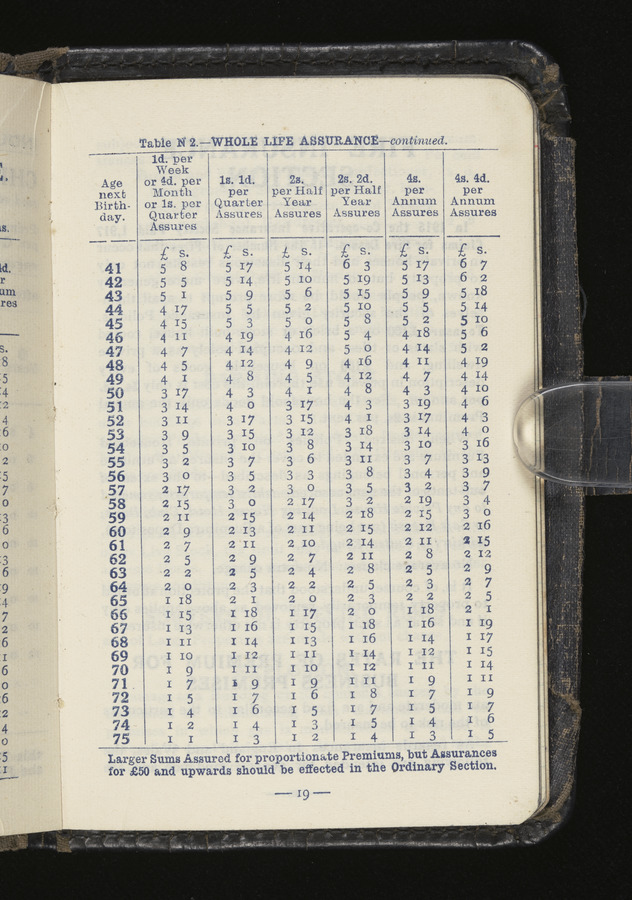 Table N 2.—WHOLE LIFE ASSURANCE—continued.
Age next Birth-day. | 1d. per Week or 4d. per Month or 1s. per Quarter Assures | 1s. 1d. per Quarter Assures | 2s. per Half Year Assures | 2s. 2d. per Half Year Assures | 4s. per Annum Assures | 4s. 4d. per Annum Assures
£ s. £ s. £ s. £ s. £ s. £ s.
41 5 8 5 17 5 14 6 3 5 17 6 7
42 5 5 5 14 5 10 5 19 5 13 6 2
43 5 1 5 9 5 6 5 15 5 9 5 18
44 4 17 5 5 5 2 5 10 5 5 5 14
45 4 15 5 3 5 0 5 8 5 2 5 10
46 4 11 4 19 4 16 5 4 4 18 5 6
47 4 7 4 14 4 12 5 0 4 14 5 2
48 4 5 4 12 4 9 4 16 4 11 4 19
49 4 1 4 8 4 5 4 12 4 7 4 14
50 3 17 4 3 4 1 4 8 4 3 4 10
51 3 14 4 0 3 17 4 3 3 19 4 6
52 3 11 3 17 3 15 4 1 3 17 4 3
53 3 9 3 15 3 12 3 18 3 14 4 0
54 3 5 3 10 3 8 3 14 3 10 3 16
55 3 2 3 7 3 6 3 11 3 7 3 13
56 3 0 3 5 3 3 3 8 3 4 3 9
57 2 17 3 2 3 0 3 5 3 2 3 7
58 2 15 3 0 2 17 3 2 2 19 3 4
59 2 11 2 15 2 14 2 18 2 15 3 0
60 2 9 2 13 2 11 2 15 2 12 2 16
61 2 7 2 11 2 10 2 14 2 11 2 15
62 2 5 2 9 2 7 2 11 2 8 2 12
63 2 2 2 5 2 4 2 8 2 5 2 9
64 2 0 2 3 2 2 2 5 2 3 2 7
65 1 18 2 1 2 0 2 3 2 2 2 5
66 1 15 1 18 1 17 2 0 1 18 2 1
67 1 13 1 16 1 15 1 18 1 16 1 19
68 1 11 1 14 1 13 1 16 1 14 1 17
69 1 10 1 12 1 11 1 14 1 12 1 15
70 1 9 1 11 1 10 1 12 1 11 1 14
71 1 7 1 9 1 9 1 11 1 9 1 11
72 1 5 1 7 1 6 1 8 1 7 1 9
73 1 4 1 6 1 5 1 7 1 5 1 7
74 1 2 1 4 1 3 1 5 1 4 1 6
75 1 1 1 3 1 2 1 4 1 3 1 5
Larger Sums Assured for proportionate Premiums, but Assurances
for £50 and upwards should be effected in the Ordinary Section.
— 19 —